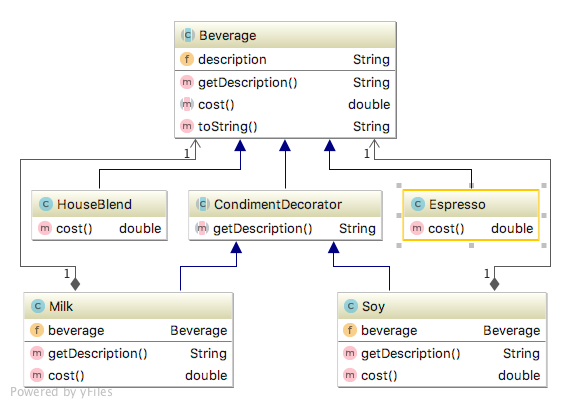 C Beverage
f description String
m getDescription() String
m cost() double
m toString() String
1 1
C HouseBlend
m cost() double
C CondimentDecorator
m getDescription() String
C Espresso
m cost() double
1 1
C Milk
f beverage Beverage
m getDescription() String
m cost() double
C Soy
f beverage Beverage
m getDescription() String
m cost() double
Powered by yFiles